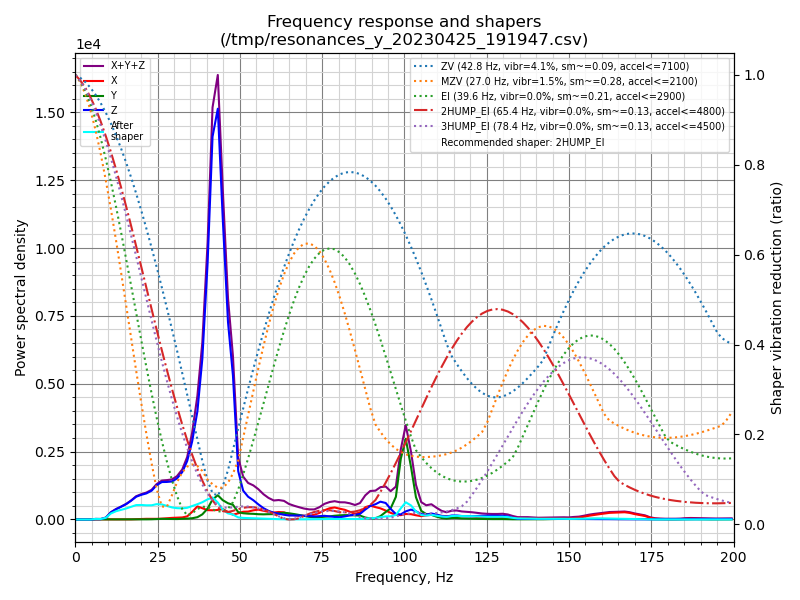 Frequency response and shapers
(/tmp/resonances_y_20230425_191947.csv)
1e4
X+Y+Z
X
Y
Z
After
shaper
ZV (42.8 Hz, vibr=4.1%, sm~=0.09, accel<=7100)
MZV (27.0 Hz, vibr=1.5%, sm~=0.28, accel<=2100)
EI (39.6 Hz, vibr=0.0%, sm~=0.21, accel<=2900)
2HUMP_EI (65.4 Hz, vibr=0.0%, sm~=0.13, accel<=4800)
3HUMP_EI (78.4 Hz, vibr=0.0%, sm~=0.13, accel<=4500)
Recommended shaper: 2HUMP_EI
Power spectral density
1.50
1.25
1.00
0.75
0.50
0.25
0.00
1.0
0.8
0.6
0.4
0.2
0.0
Shaper vibration reduction (ratio)
0 25 50 75 100 125 150 175 200
Frequency, Hz